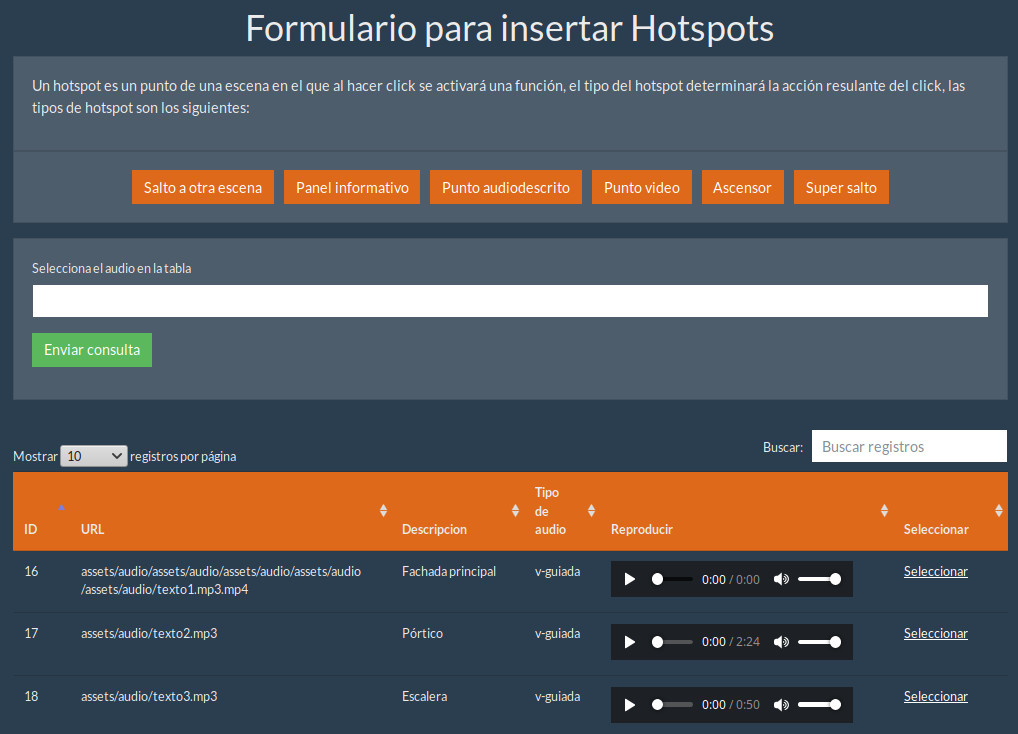 Formulario para insertar Hotspots
Un hotspot es un punto de una escena en el que al hacer click se activará una función, el tipo del hotspot determinará la acción resulante del click, las
tipos de hotspot son los siguientes:
Salto a otra escena Panel informativo Punto audiodescrito Punto video Ascensor Super salto
Selecciona el audio en la tabla
Enviar consulta
Mostrar 10 registros por página Buscar: Buscar registros
ID URL Descripcion Tipo de audio Reproducir Seleccionar
16 assets/audio/assets/audio/assets/audio/assets/audio Fachada principal v-guiada 0:00 / 0:00 Seleccionar
/assets/audio/texto1.mp3.mp4
17 assets/audio/texto2.mp3 Pórtico v-guiada 0:00 / 2:24 Seleccionar
18 assets/audio/texto3.mp3 Escalera v-guiada 0:00 / 0:50 Seleccionar